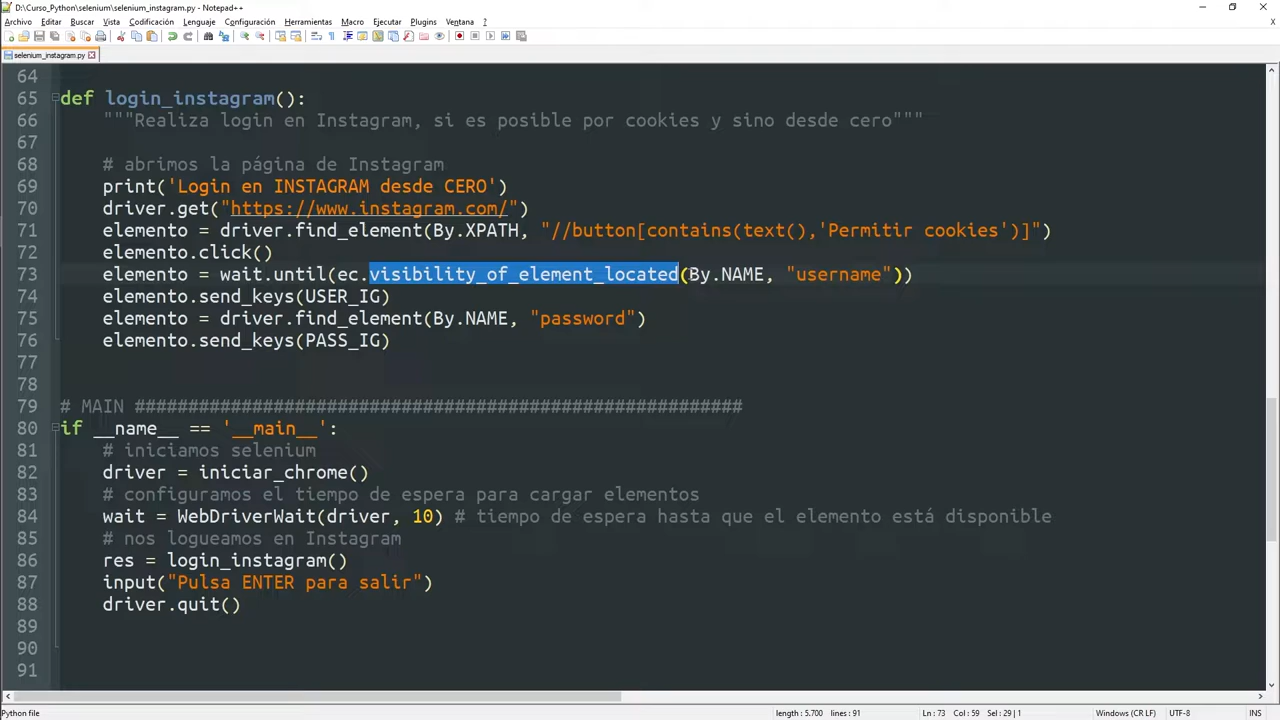 D:\Curso_Python\selenium\selenium_instagram.py - Notepad++
Archivo Editar Buscar Vista Codificación Lenguaje Configuración Herramientas Macro Ejecutar Plugins Ventana ?
X
selenium_instagram.py
64
65 def login_instagram():
66 """Realiza login en Instagram, si es posible por cookies y sino desde cero"""
67
68 # abrimos la página de Instagram
69 print('Login en INSTAGRAM desde CERO')
70 driver.get("https://www.instagram.com/")
71 elemento = driver.find_element(By.XPATH, "//button[contains(text(),'Permitir cookies')]")
72 elemento.click()
73 elemento = wait.until(ec.visibility_of_element_located(By.NAME, "username"))
74 elemento.send_keys(USER_IG)
75 elemento = driver.find_element(By.NAME, "password")
76 elemento.send_keys(PASS_IG)
77
78
79 # MAIN #########################################################
80 if __name__ == '__main__':
81 # iniciamos selenium
82 driver = iniciar_chrome()
83 # configuramos el tiempo de espera para cargar elementos
84 wait = WebDriverWait(driver, 10) # tiempo de espera hasta que el elemento está disponible
85 # nos logueamos en Instagram
86 res = login_instagram()
87 input("Pulsa ENTER para salir")
88 driver.quit()
89
90
91
Python file length : 5.700 lines : 91 Ln : 73 Col : 59 Sel : 29 | 1 Windows (CR LF) UTF-8 INS